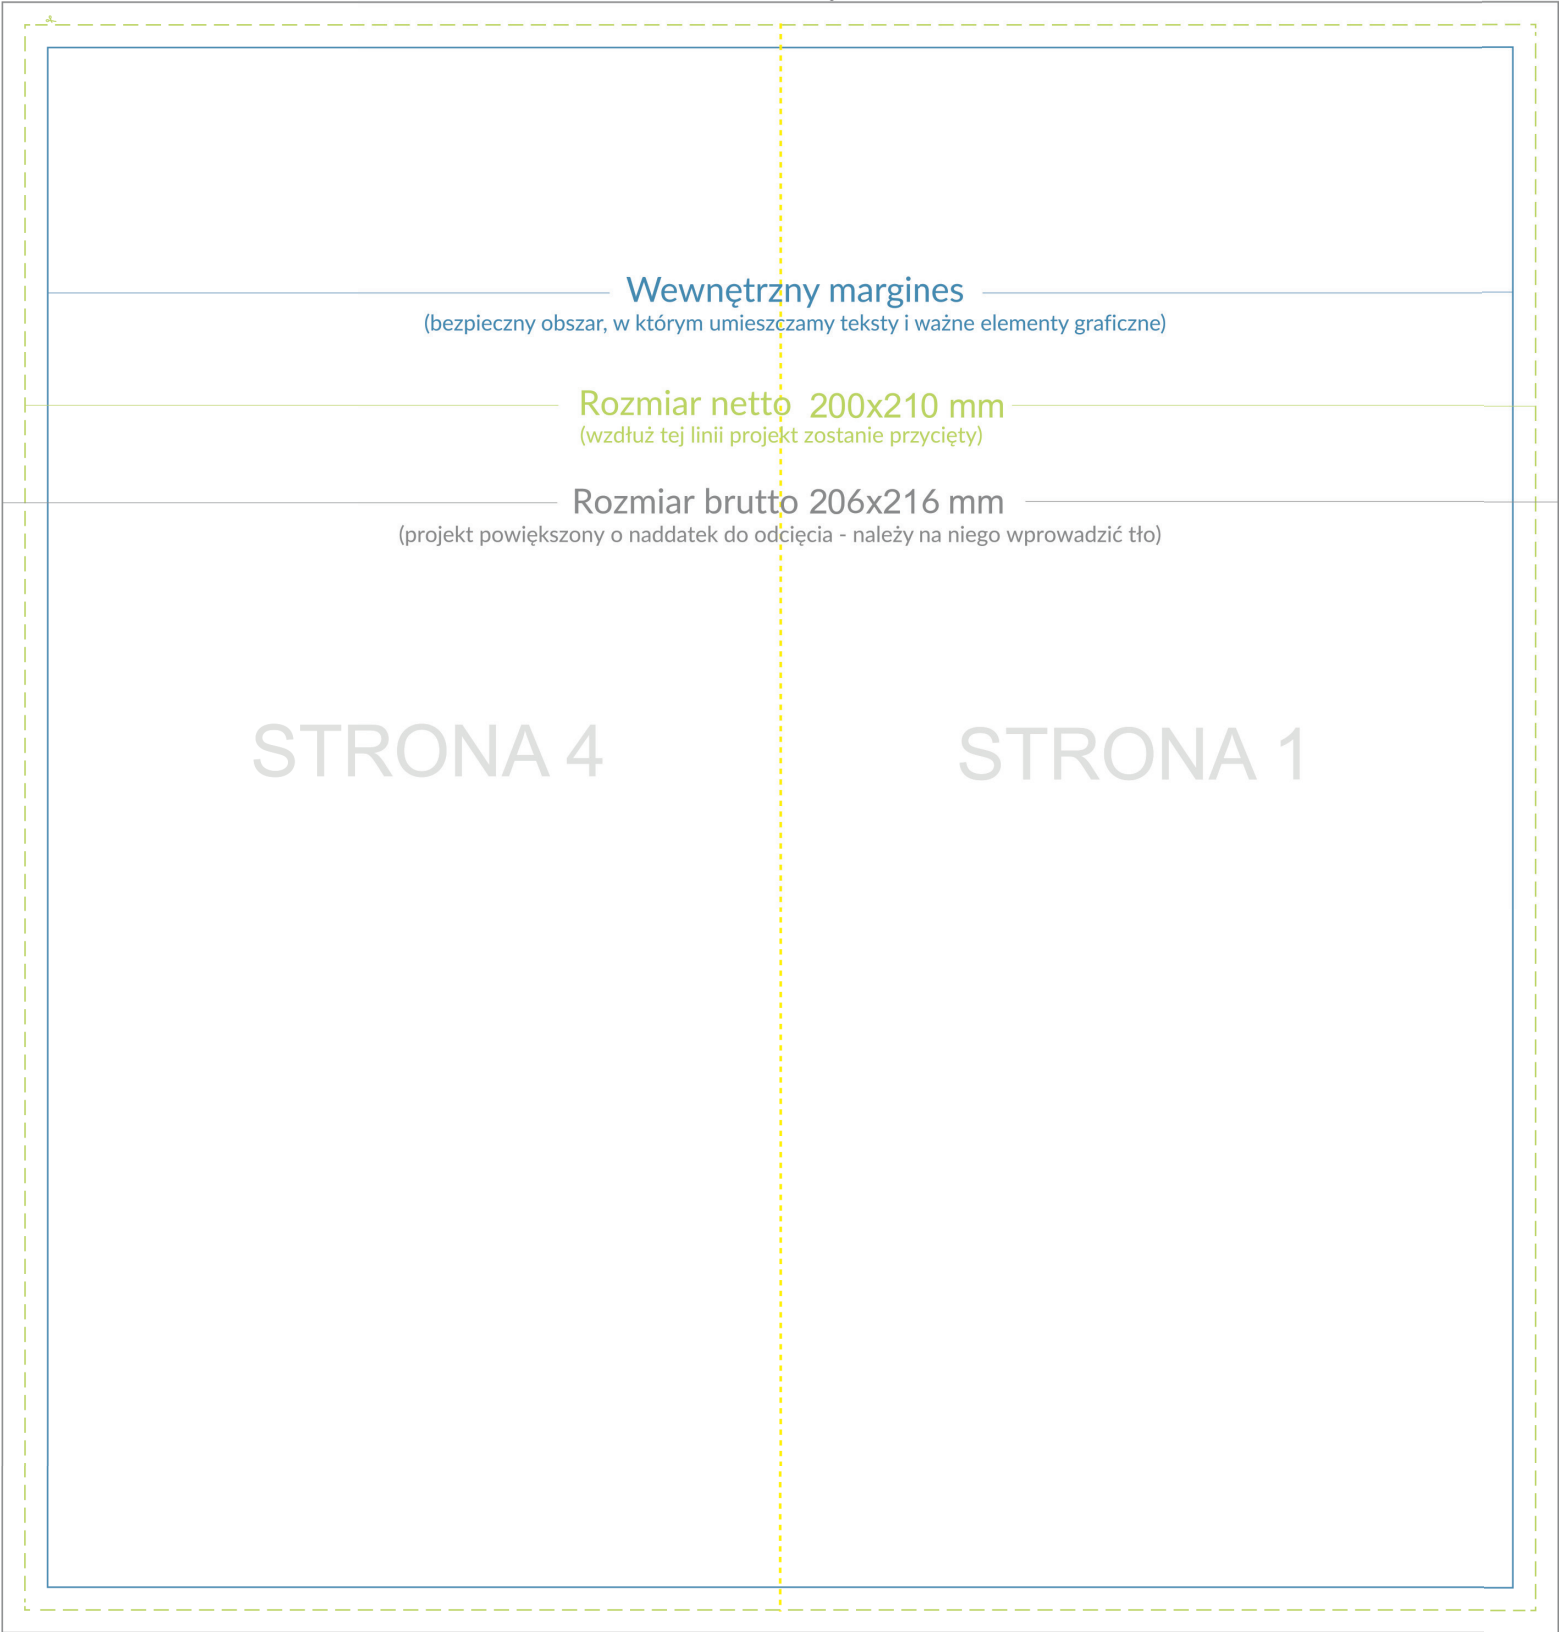 Wewnętrzny margines
(bezpieczny obszar, w którym umieszczamy teksty i ważne elementy graficzne)
Rozmiar netto 200x210 mm
(wzdłuż tej linii projekt zostanie przycięty)
Rozmiar brutto 206x216 mm
(projekt powiększony o naddatek do odcięcia - należy na niego wprowadzić tło)
STRONA 4
STRONA 1